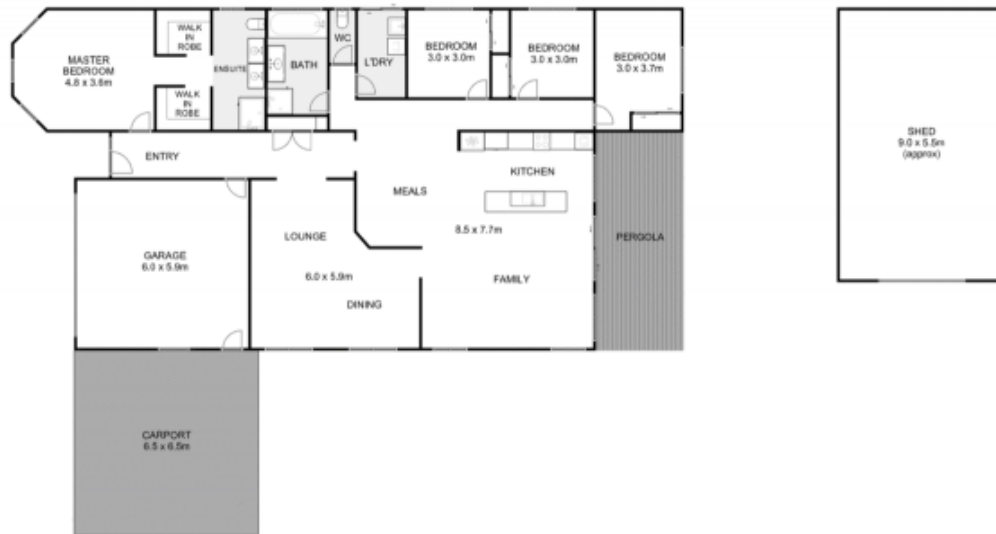 WALK
IN
ROBE
MASTER
BEDROOM
4.8 x 3.6m
ENSUITE
WALK
IN
ROBE
BATH
WC
L'DRY
BEDROOM
3.0 x 3.0m
BEDROOM
3.0 x 3.0m
BEDROOM
3.0 x 3.7m
SHED
9.0 x 5.5m
(approx)
ENTRY
KITCHEN
MEALS
8.5 x 7.7m
LOUNGE
PERGOLA
GARAGE
6.0 x 5.9m
6.0 x 5.9m
FAMILY
DINING
CARPORT
6.5 x 6.5m